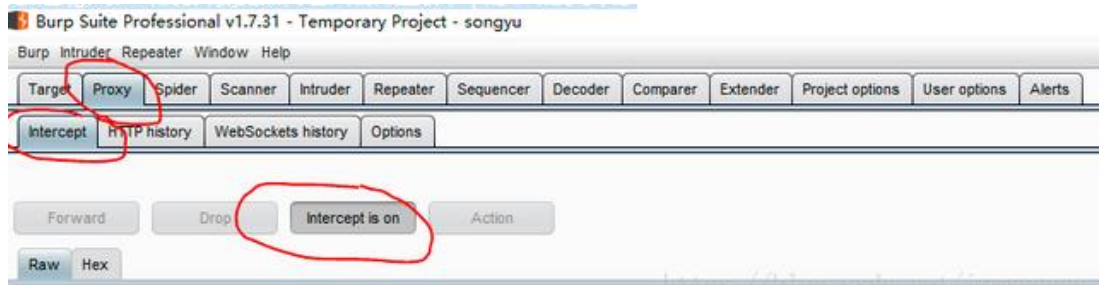 Burp Suite Professional v1.7.31 - Temporary Project - songyu
Burp Intruder Repeater Window Help
Target Proxy Spider Scanner Intruder Repeater Sequencer Decoder Comparer Extender Project options User options Alerts
Intercept HTTP history WebSockets history Options
Forward Drop Intercept is on Action
Raw Hex